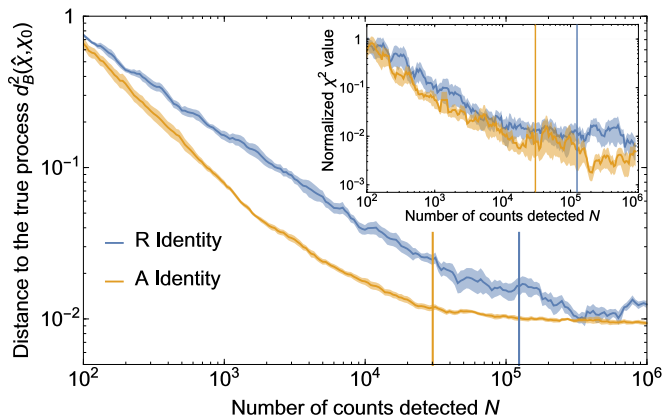 Distance to the true process d²_B(χ̂,χ₀)
1
10⁻¹
10⁻²
10² 10³ 10⁴ 10⁵ 10⁶
Number of counts detected N
R Identity
A Identity
Normalized χ² value
1
10⁻¹
10⁻²
10⁻³
10² 10³ 10⁴ 10⁵ 10⁶
Number of counts detected N